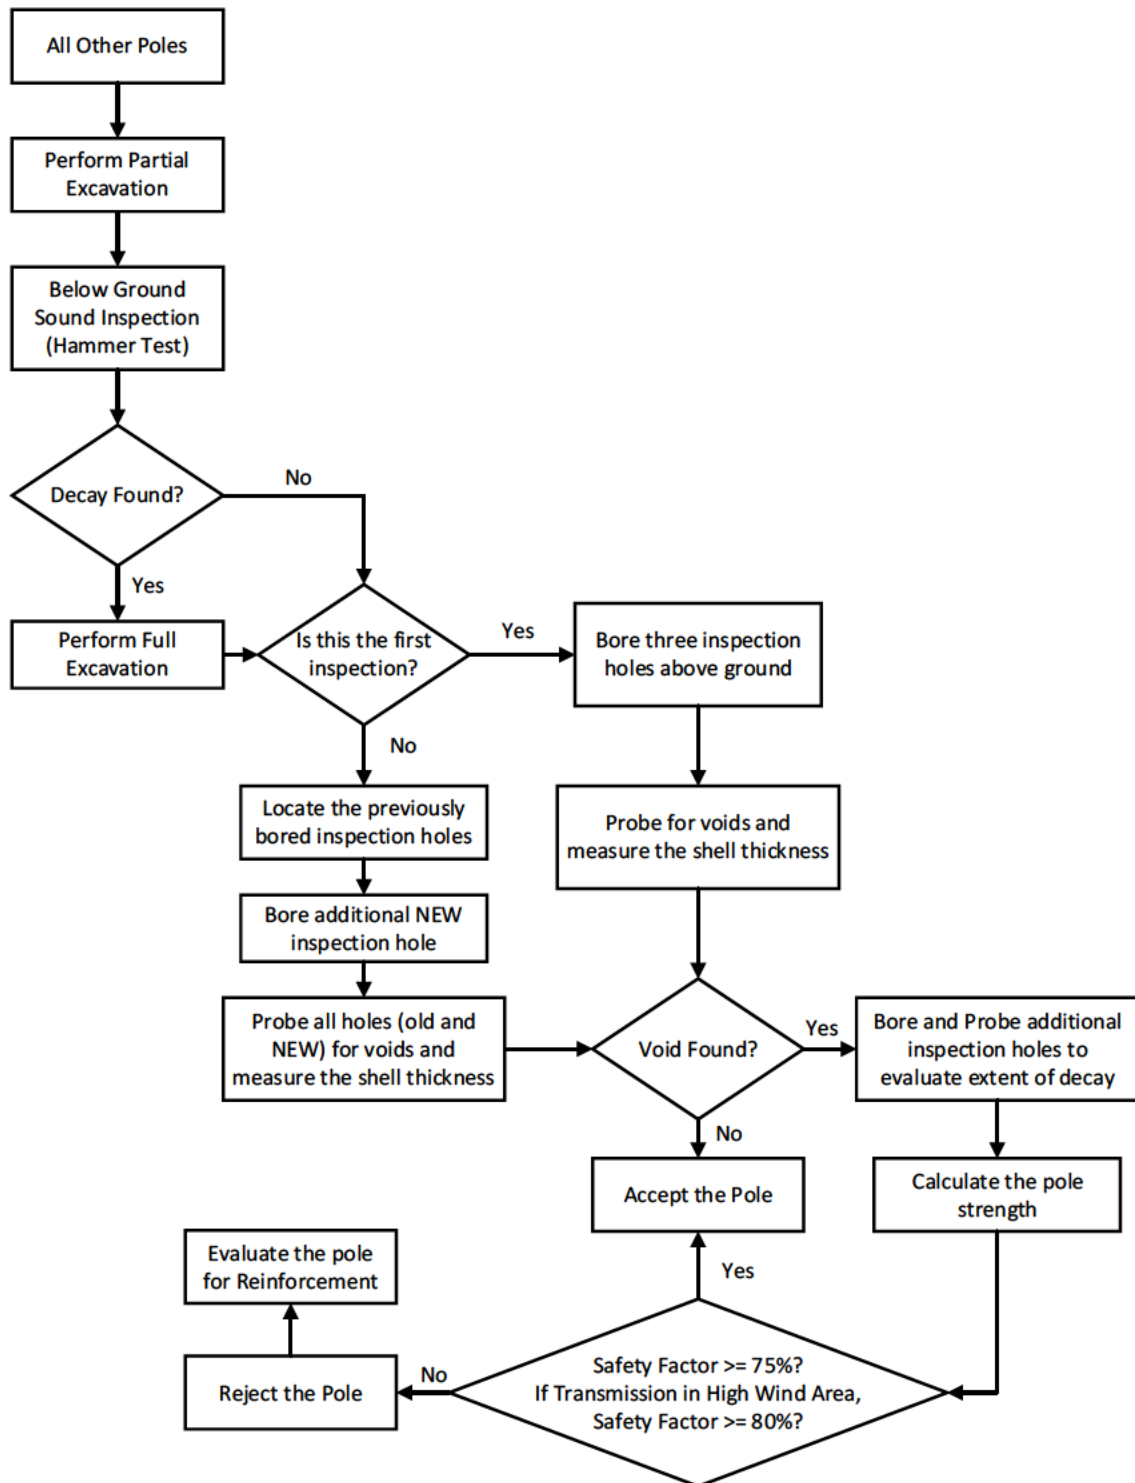 All Other Poles
Perform Partial
Excavation
Below Ground
Sound Inspection
(Hammer Test)
Decay Found?
No
Yes
Perform Full
Excavation
Is this the first
inspection?
Yes
Bore three inspection
holes above ground
No
Locate the previously
bored inspection holes
Probe for voids and
measure the shell thickness
Bore additional NEW
inspection hole
Probe all holes (old and
NEW) for voids and
measure the shell thickness
Void Found?
Yes
Bore and Probe additional
inspection holes to
evaluate extent of decay
No
Accept the Pole
Calculate the pole
strength
Evaluate the pole
for Reinforcement
Yes
Reject the Pole
No
Safety Factor >= 75%?
If Transmission in High Wind Area,
Safety Factor >= 80%?